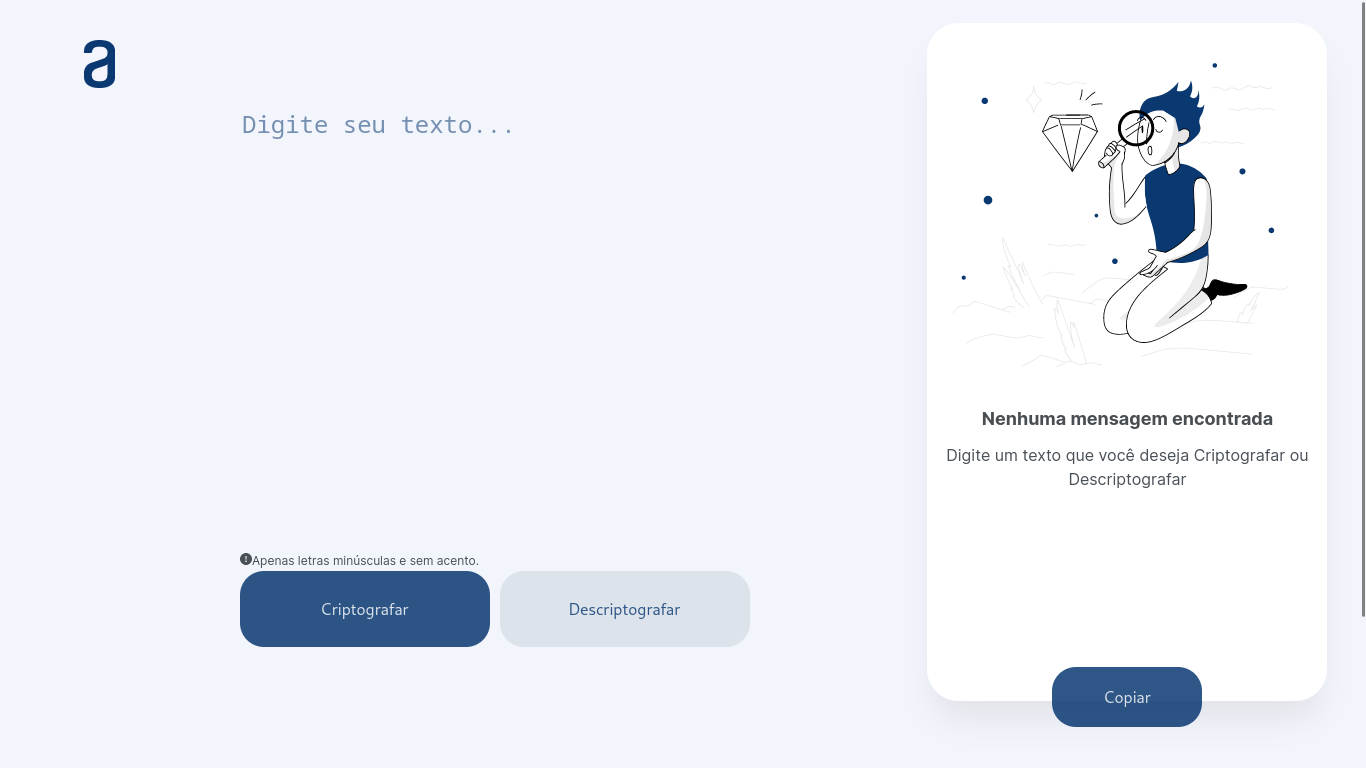 a
Digite seu texto...
Apenas letras minúsculas e sem acento.
Criptografar
Descriptografar
Nenhuma mensagem encontrada
Digite um texto que você deseja Criptografar ou
Descriptografar
Copiar